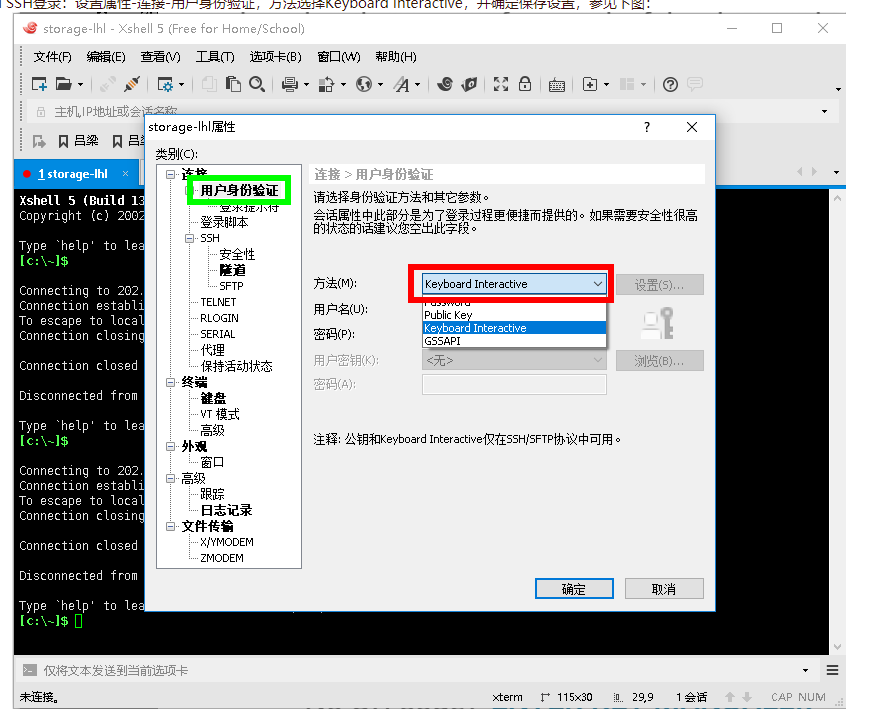 SSH登录：设置属性-连接-用户身份验证，方法选择Keyboard Interactive，并确定保存设置，参见下图：
storage-lhl - Xshell 5 (Free for Home/School)
文件(F) 编辑(E) 查看(V) 工具(T) 选项卡(B) 窗口(W) 帮助(H)
主机,IP地址或会话名称
吕梁
1 storage-lhl ×
Xshell 5 (Build 13
Copyright (c) 2002
Type `help' to lea
[c:\~]$
Connecting to 202.
Connection establi
To escape to local
Connection closing
Connection closed
Disconnected from
Type `help' to lea
[c:\~]$
Connecting to 202.
Connection establi
To escape to local
Connection closing
Connection closed
Disconnected from
Type `help' to lea
[c:\~]$
storage-lhl属性
类别(C):
连接
用户身份验证
登录提示符
登录脚本
SSH
安全性
隧道
SFTP
TELNET
RLOGIN
SERIAL
代理
保持活动状态
终端
键盘
VT 模式
高级
外观
窗口
高级
跟踪
日志记录
文件传输
X/YMODEM
ZMODEM
连接 > 用户身份验证
请选择身份验证方法和其它参数。
会话属性中此部分是为了登录过程更便捷而提供的。如果需要安全性很高
的状态的话建议您空出此字段。
方法(M): Keyboard Interactive 设置(S)...
用户名(U):
Password
Public Key
Keyboard Interactive
GSSAPI
密码(P):
用户密钥(K): <无> 浏览(B)...
密码(A):
注释: 公钥和Keyboard Interactive仅在SSH/SFTP协议中可用。
确定 取消
仅将文本发送到当前选项卡
未连接。 xterm 115x30 29,9 1 会话 CAP NUM